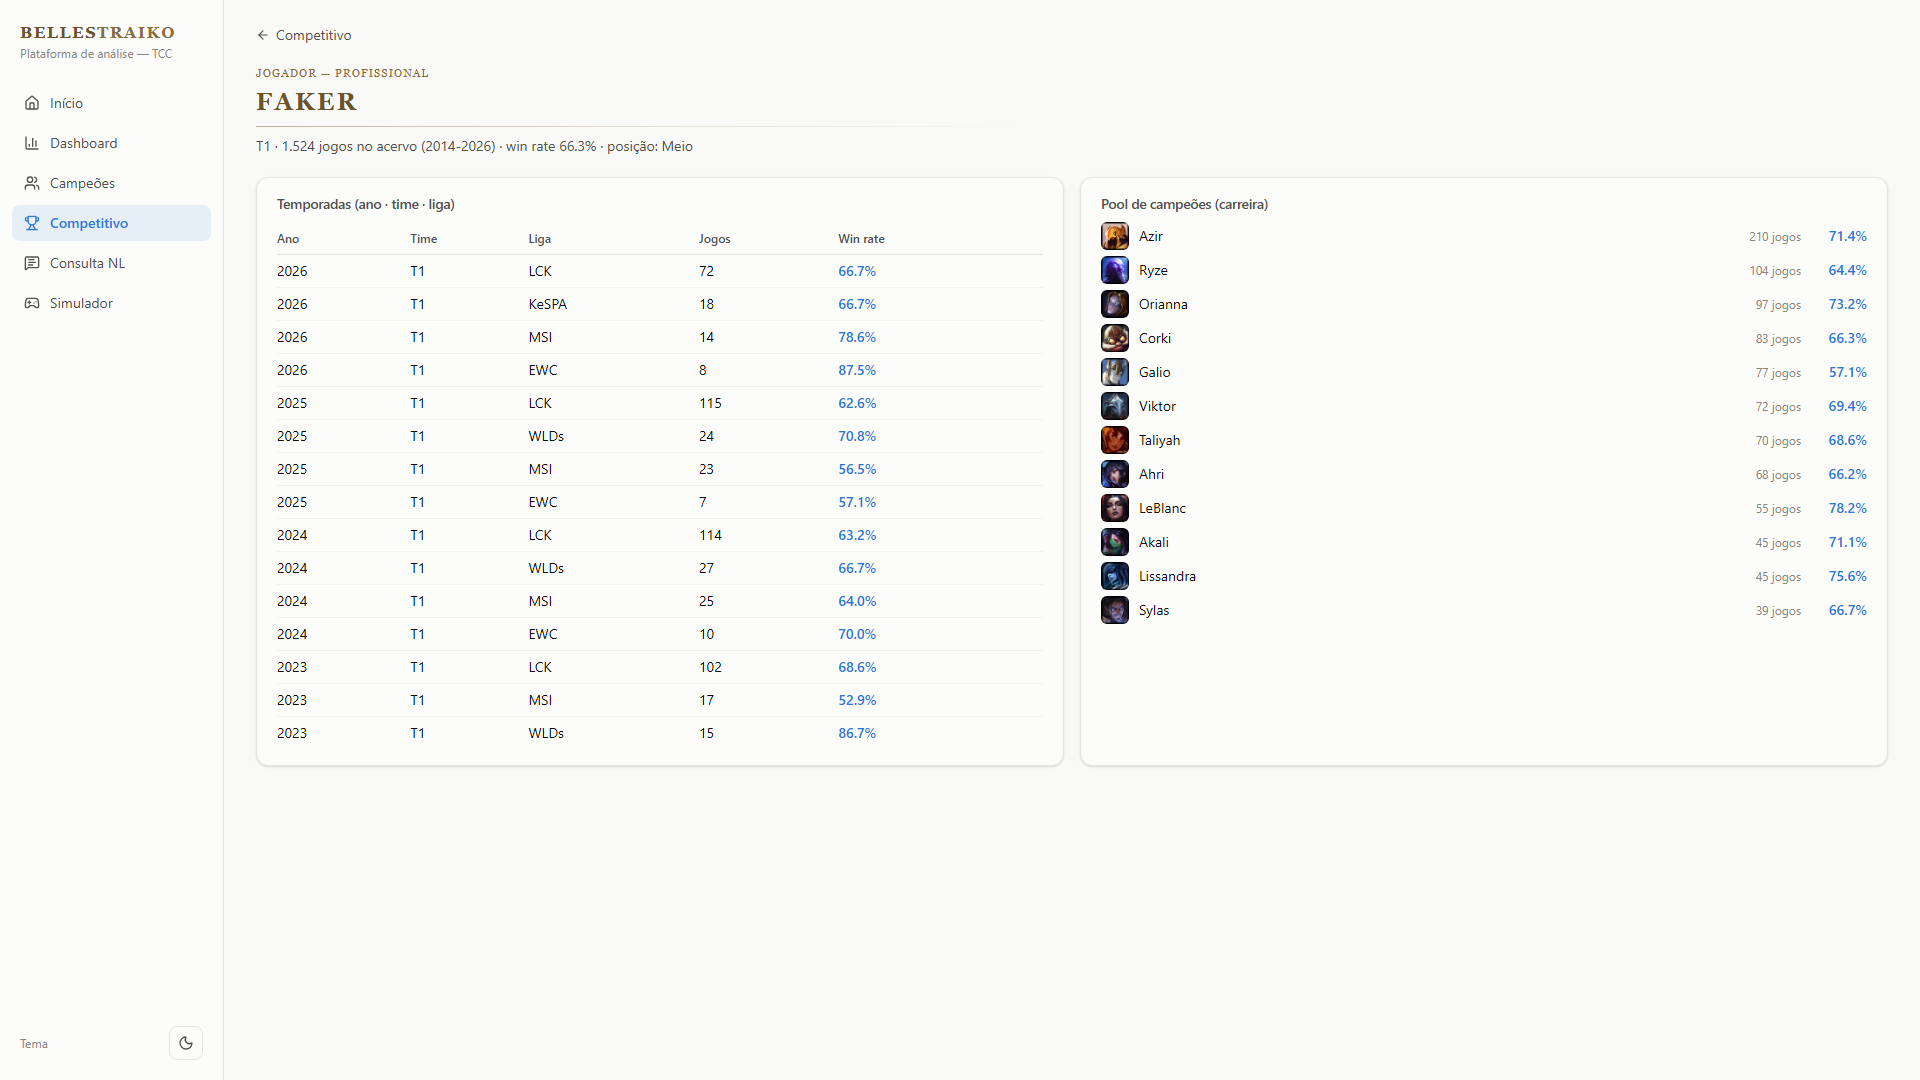 BELLESTRAIKO
Plataforma de análise — TCC
Início
Dashboard
Campeões
Competitivo
Consulta NL
Simulador
Tema
← Competitivo
JOGADOR — PROFISSIONAL
FAKER
T1 · 1.524 jogos no acervo (2014-2026) · win rate 66.3% · posição: Meio
Temporadas (ano · time · liga)
Ano Time Liga Jogos Win rate
2026 T1 LCK 72 66.7%
2026 T1 KeSPA 18 66.7%
2026 T1 MSI 14 78.6%
2026 T1 EWC 8 87.5%
2025 T1 LCK 115 62.6%
2025 T1 WLDs 24 70.8%
2025 T1 MSI 23 56.5%
2025 T1 EWC 7 57.1%
2024 T1 LCK 114 63.2%
2024 T1 WLDs 27 66.7%
2024 T1 MSI 25 64.0%
2024 T1 EWC 10 70.0%
2023 T1 LCK 102 68.6%
2023 T1 MSI 17 52.9%
2023 T1 WLDs 15 86.7%
Pool de campeões (carreira)
Azir 210 jogos 71.4%
Ryze 104 jogos 64.4%
Orianna 97 jogos 73.2%
Corki 83 jogos 66.3%
Galio 77 jogos 57.1%
Viktor 72 jogos 69.4%
Taliyah 70 jogos 68.6%
Ahri 68 jogos 66.2%
LeBlanc 55 jogos 78.2%
Akali 45 jogos 71.1%
Lissandra 45 jogos 75.6%
Sylas 39 jogos 66.7%